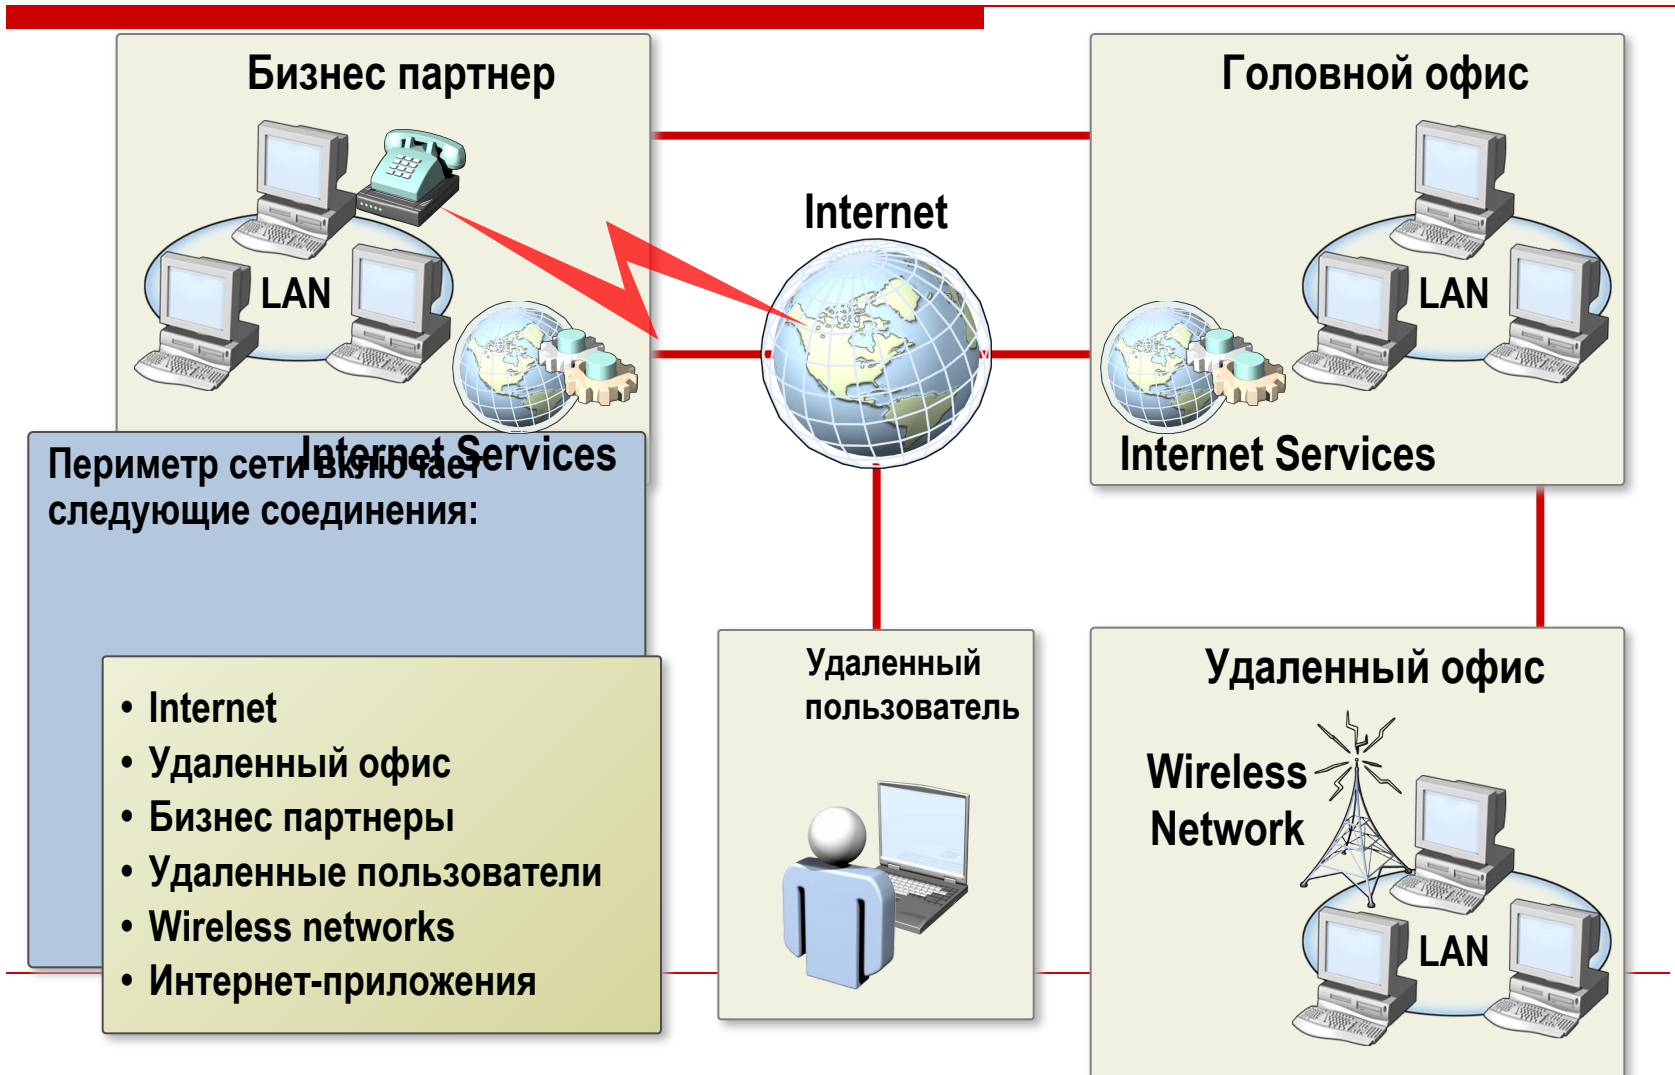 Бизнес партнер
LAN
Internet Services
Internet
Головной офис
LAN
Internet Services
Периметр сети включает
следующие соединения:
• Internet
• Удаленный офис
• Бизнес партнеры
• Удаленные пользователи
• Wireless networks
• Интернет-приложения
Удаленный
пользователь
Удаленный офис
Wireless
Network
LAN